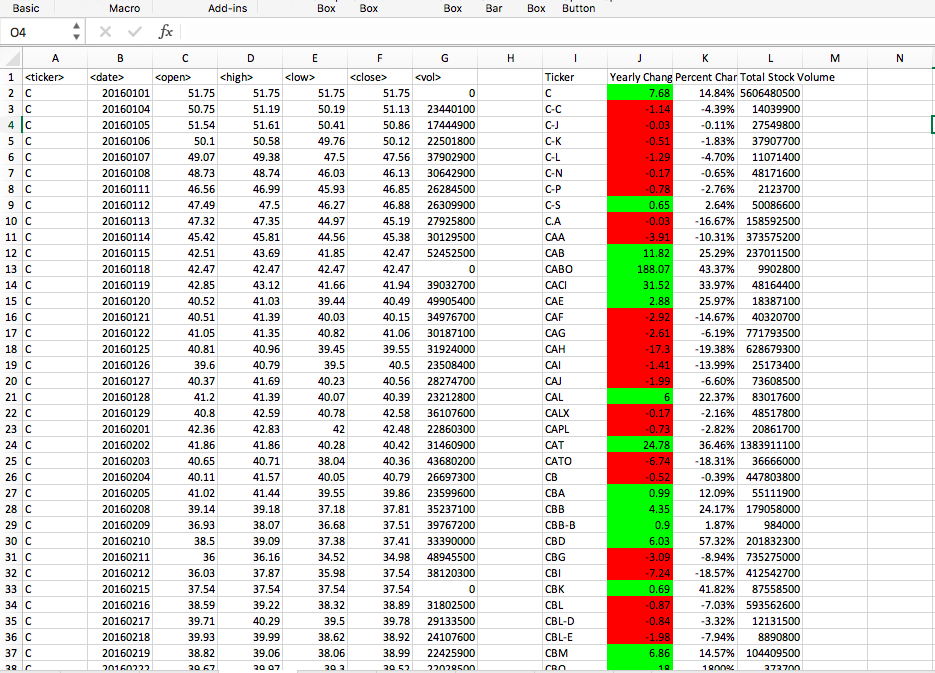 Basic Macro Add-ins Box Box Box Bar Box Button
O4 fx
A B C D E F G H I J K L M N
1 <ticker> <date> <open> <high> <low> <close> <vol> Ticker Yearly Chang Percent Char Total Stock Volume
2 C 20160101 51.75 51.75 51.75 51.75 0 C 7.68 14.84% 5606480500
3 C 20160104 50.75 51.19 50.19 51.13 23440100 C-C -1.14 -4.39% 14039900
4 C 20160105 51.54 51.61 50.41 50.86 17444900 C-J -0.03 -0.11% 27549800
5 C 20160106 50.1 50.58 49.76 50.12 22501800 C-K -0.51 -1.83% 37907700
6 C 20160107 49.07 49.38 47.5 47.56 37902900 C-L -1.29 -4.70% 11071400
7 C 20160108 48.73 48.74 46.03 46.13 30642900 C-N -0.17 -0.65% 48171600
8 C 20160111 46.56 46.99 45.93 46.85 26284500 C-P -0.78 -2.76% 2123700
9 C 20160112 47.49 47.5 46.27 46.88 26309900 C-S 0.65 2.64% 50086600
10 C 20160113 47.32 47.35 44.97 45.19 27925800 C.A -0.03 -16.67% 158592500
11 C 20160114 45.42 45.81 44.56 45.38 30129500 CAA -3.91 -10.31% 373575200
12 C 20160115 42.51 43.69 41.85 42.47 52452500 CAB 11.82 25.29% 237011500
13 C 20160118 42.47 42.47 42.47 42.47 0 CABO 188.07 43.37% 9902800
14 C 20160119 42.85 43.12 41.66 41.94 39032700 CACI 31.52 33.97% 48164400
15 C 20160120 40.52 41.03 39.44 40.49 49905400 CAE 2.88 25.97% 18387100
16 C 20160121 40.51 41.39 40.03 40.15 34976700 CAF -2.92 -14.67% 40320700
17 C 20160122 41.05 41.35 40.82 41.06 30187100 CAG -2.61 -6.19% 771793500
18 C 20160125 40.81 40.96 39.45 39.55 31924000 CAH -17.3 -19.38% 628679300
19 C 20160126 39.6 40.79 39.5 40.5 23508400 CAI -1.41 -13.99% 25173400
20 C 20160127 40.37 41.69 40.23 40.56 28274700 CAJ -1.99 -6.60% 73608500
21 C 20160128 41.2 41.39 40.07 40.39 23212800 CAL 6 22.37% 83017600
22 C 20160129 40.8 42.59 40.78 42.58 36107600 CALX -0.17 -2.16% 48517800
23 C 20160201 42.36 42.83 42 42.48 22860300 CAPL -0.73 -2.82% 20861700
24 C 20160202 41.86 41.86 40.28 40.42 31460900 CAT 24.78 36.46% 1383911100
25 C 20160203 40.65 40.71 38.04 40.36 43680200 CATO -6.74 -18.31% 36666000
26 C 20160204 40.11 41.57 40.05 40.79 26697300 CB -0.52 -0.39% 447803800
27 C 20160205 41.02 41.44 39.55 39.86 23599600 CBA 0.99 12.09% 55111900
28 C 20160208 39.14 39.18 37.18 37.81 35237100 CBB 4.35 24.17% 179058000
29 C 20160209 36.93 38.07 36.68 37.51 39767200 CBB-B 0.9 1.87% 984000
30 C 20160210 38.5 39.09 37.38 37.41 33390000 CBD 6.03 57.32% 201832300
31 C 20160211 36 36.16 34.52 34.98 48945500 CBG -3.09 -8.94% 735275000
32 C 20160212 36.03 37.87 35.98 37.54 38120300 CBI -7.24 -18.57% 412542700
33 C 20160215 37.54 37.54 37.54 37.54 0 CBK 0.69 41.82% 87558500
34 C 20160216 38.59 39.22 38.32 38.89 31802500 CBL -0.87 -7.03% 593562600
35 C 20160217 39.71 40.29 39.5 39.78 29133500 CBL-D -0.84 -3.32% 12131500
36 C 20160218 39.93 39.99 38.62 38.92 24107600 CBL-E -1.98 -7.94% 8890800
37 C 20160219 38.82 39.06 38.06 38.99 22425900 CBM 6.86 14.57% 104409500
38 C 20160222 39.67 39.97 39.3 39.52 22028500 CBO 18 1800% 373700